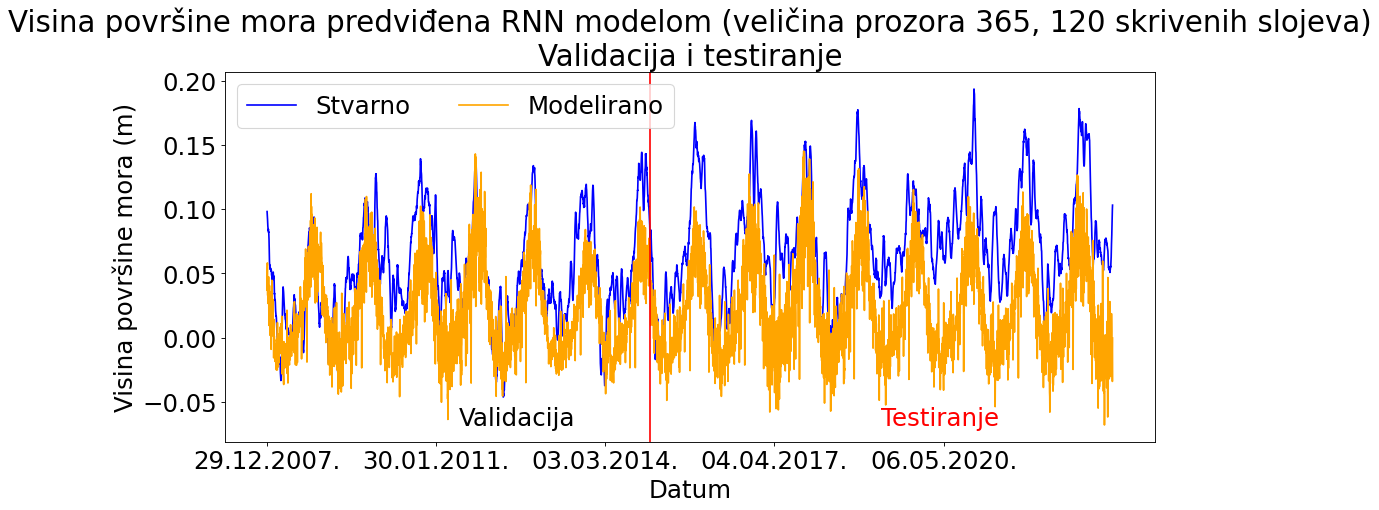 Visina površine mora predviđena RNN modelom (veličina prozora 365, 120 skrivenih slojeva)
Validacija i testiranje
Stvarno
Modelirano
Visina površine mora (m)
0.20
0.15
0.10
0.05
0.00
−0.05
Validacija
Testiranje
29.12.2007.
30.01.2011.
03.03.2014.
04.04.2017.
06.05.2020.
Datum